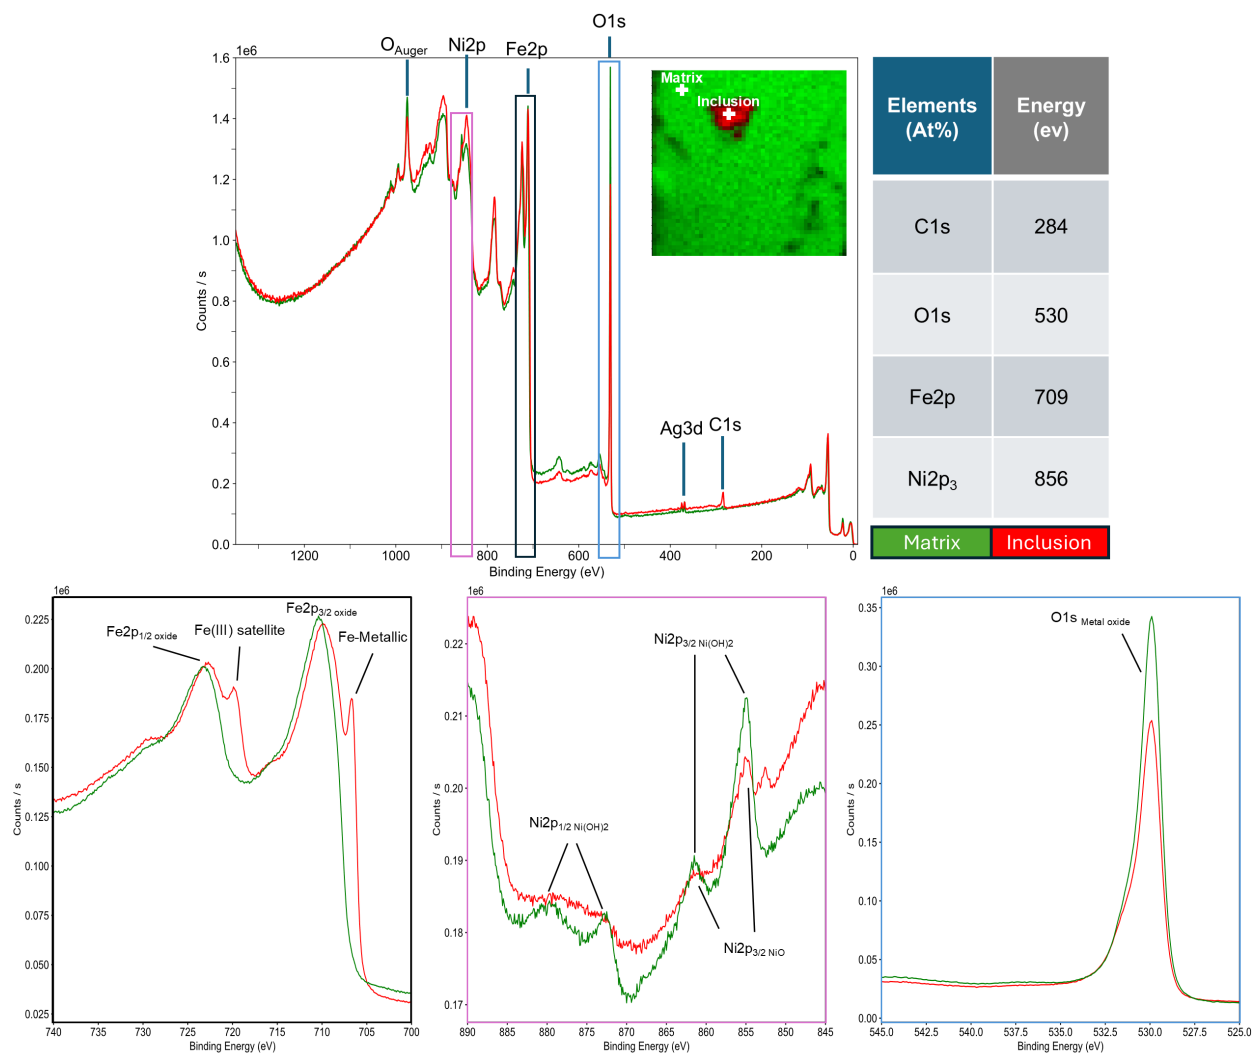 O1s
OAuger
Ni2p
Fe2p
1e6
1.6
1.4
1.2
1.0
0.8
0.6
0.4
0.2
0.0
Counts / s
Matrix
Inclusion
Ag3d
C1s
1200
1000
800
600
400
200
0
Binding Energy (eV)
Elements (At%)
Energy (ev)
C1s 284
O1s 530
Fe2p 709
Ni2p3 856
Matrix Inclusion
1e6
0.225
0.200
0.175
0.150
0.125
0.100
0.075
0.050
0.025
Counts / s
Fe2p1/2 oxide
Fe(III) satellite
Fe2p3/2 oxide
Fe-Metallic
740 735 730 725 720 715 710 705 700
Binding Energy (eV)
1e6
0.22
0.21
0.20
0.19
0.18
0.17
Counts / s
Ni2p3/2 Ni(OH)2
Ni2p1/2 Ni(OH)2
Ni2p3/2 NiO
890 885 880 875 870 865 860 855 850 845
Binding Energy (eV)
1e6
0.35
0.30
0.25
0.20
0.15
0.10
0.05
0.00
Counts / s
O1s Metal oxide
545.0 542.5 540.0 537.5 535.0 532.5 530.0 527.5 525.0
Binding Energy (eV)